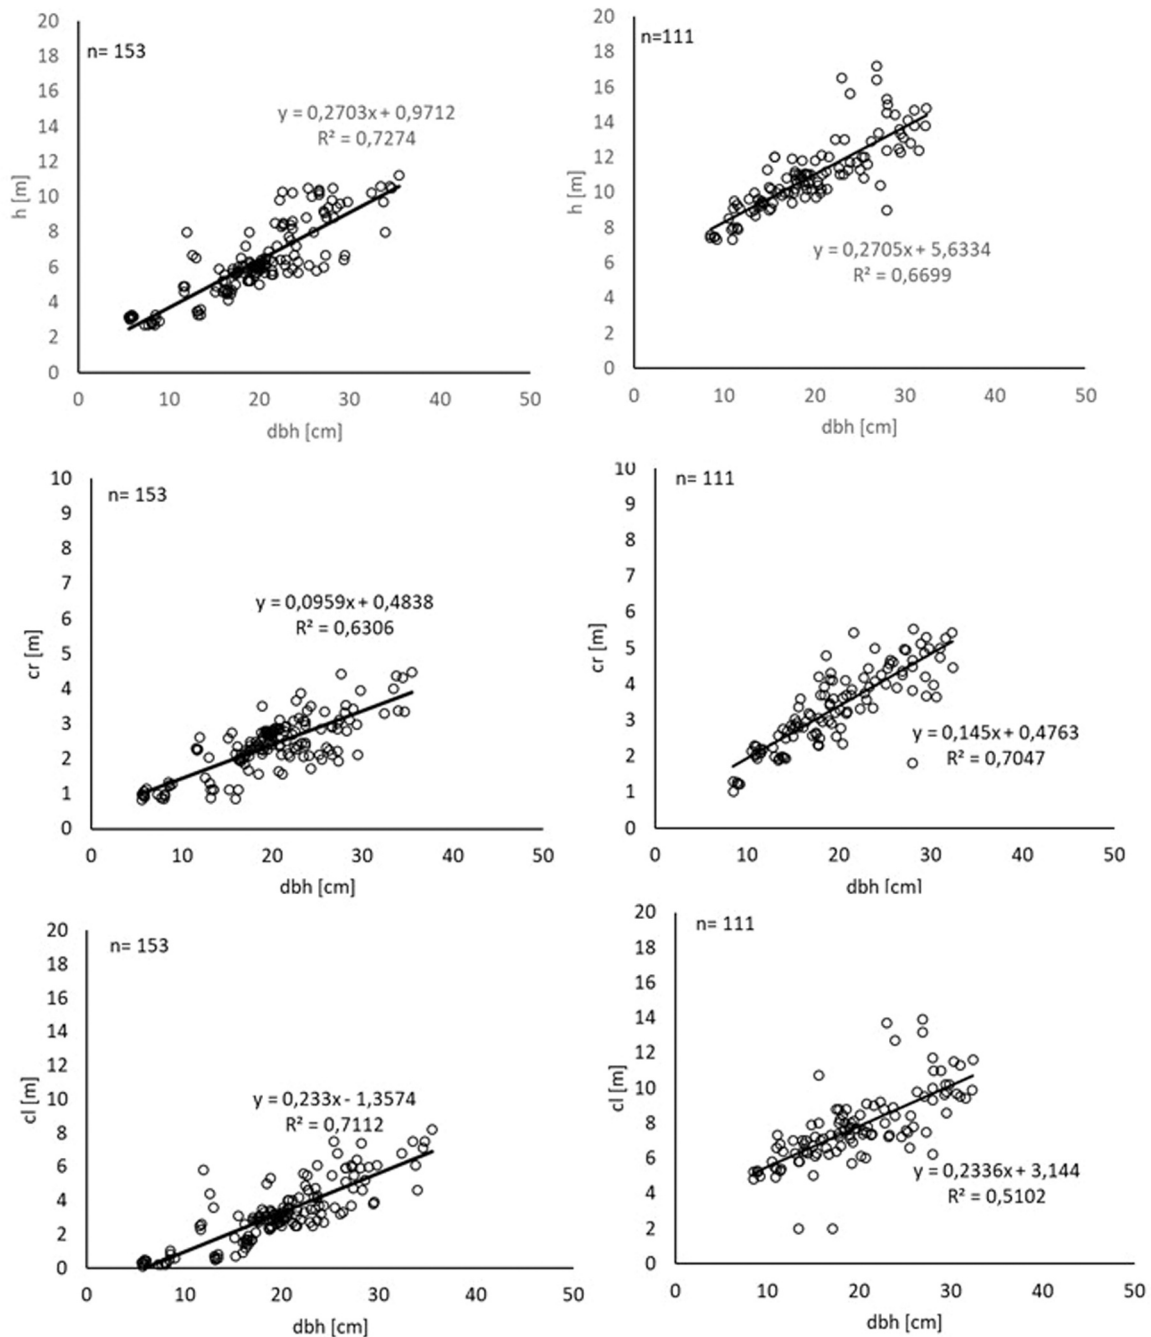 20
18
16
14
12
10
8
6
4
2
0
h [m]
n= 153
y = 0,2703x + 0,9712
R² = 0,7274
0 10 20 30 40 50
dbh [cm]
20
18
16
14
12
10
8
6
4
2
0
h [m]
n=111
y = 0,2705x + 5,6334
R² = 0,6699
0 10 20 30 40 50
dbh [cm]
10
9
8
7
6
5
4
3
2
1
0
cr [m]
n= 153
y = 0,0959x + 0,4838
R² = 0,6306
0 10 20 30 40 50
dbh [cm]
10
9
8
7
6
5
4
3
2
1
0
cr [m]
n= 111
y = 0,145x + 0,4763
R² = 0,7047
0 10 20 30 40 50
dbh [cm]
20
18
16
14
12
10
8
6
4
2
0
cl [m]
n= 153
y = 0,233x - 1,3574
R² = 0,7112
0 10 20 30 40 50
dbh [cm]
20
18
16
14
12
10
8
6
4
2
0
cl [m]
n= 111
y = 0,2336x + 3,144
R² = 0,5102
0 10 20 30 40 50
dbh [cm]